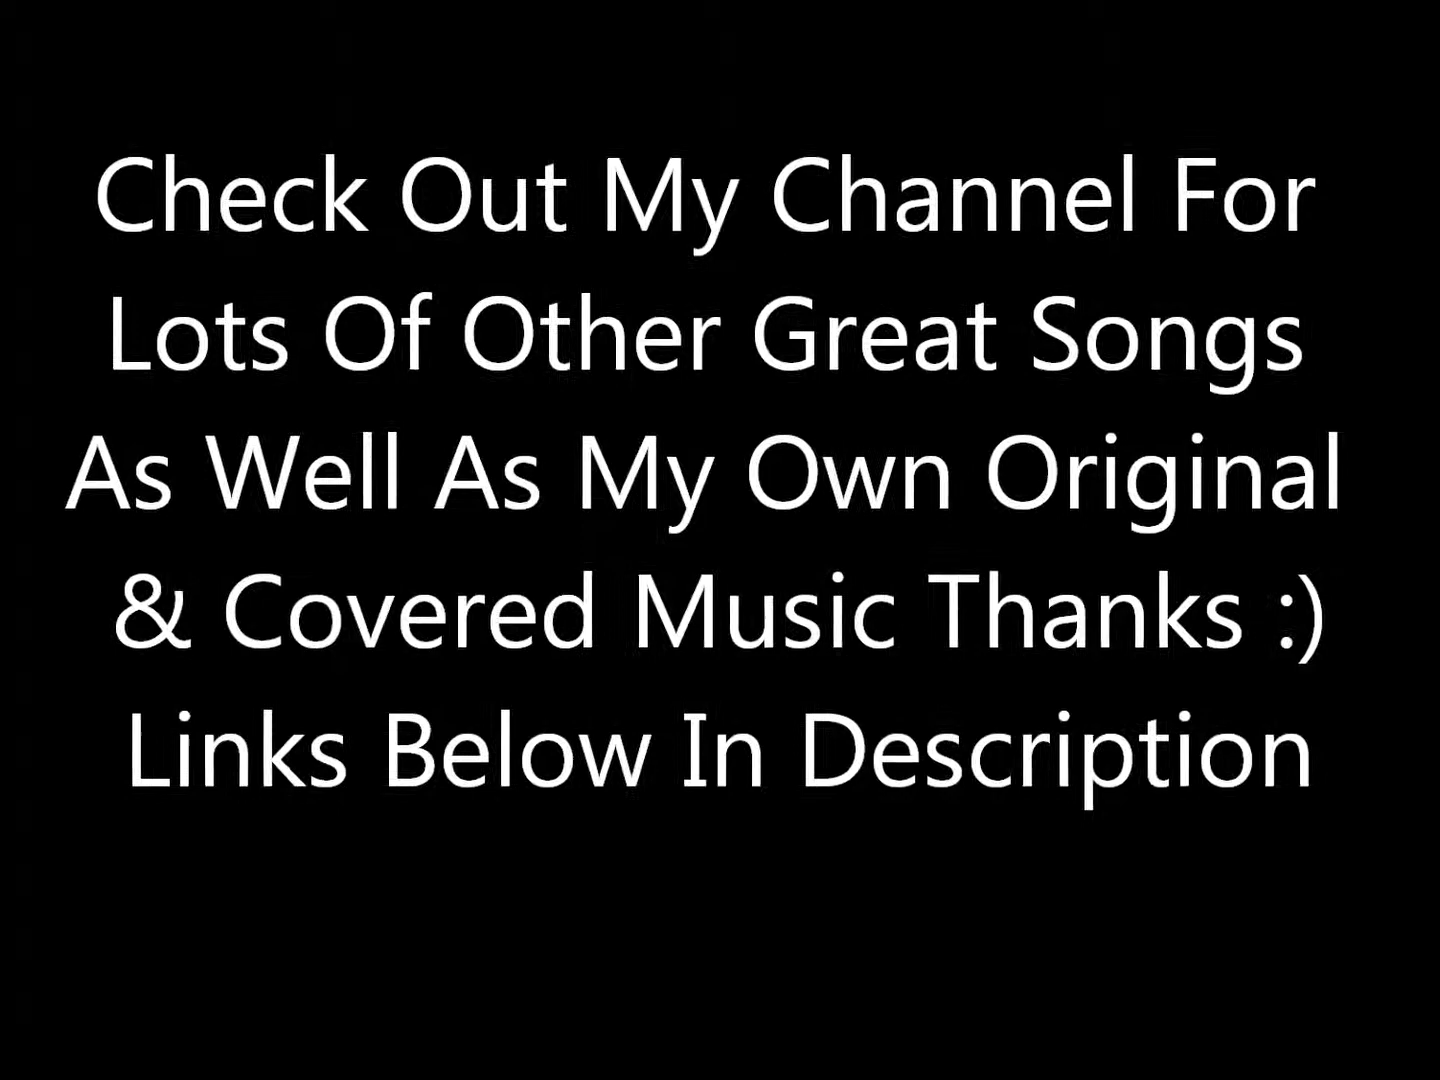 Check Out My Channel For
Lots Of Other Great Songs
As Well As My Own Original
& Covered Music Thanks :)
Links Below In Description